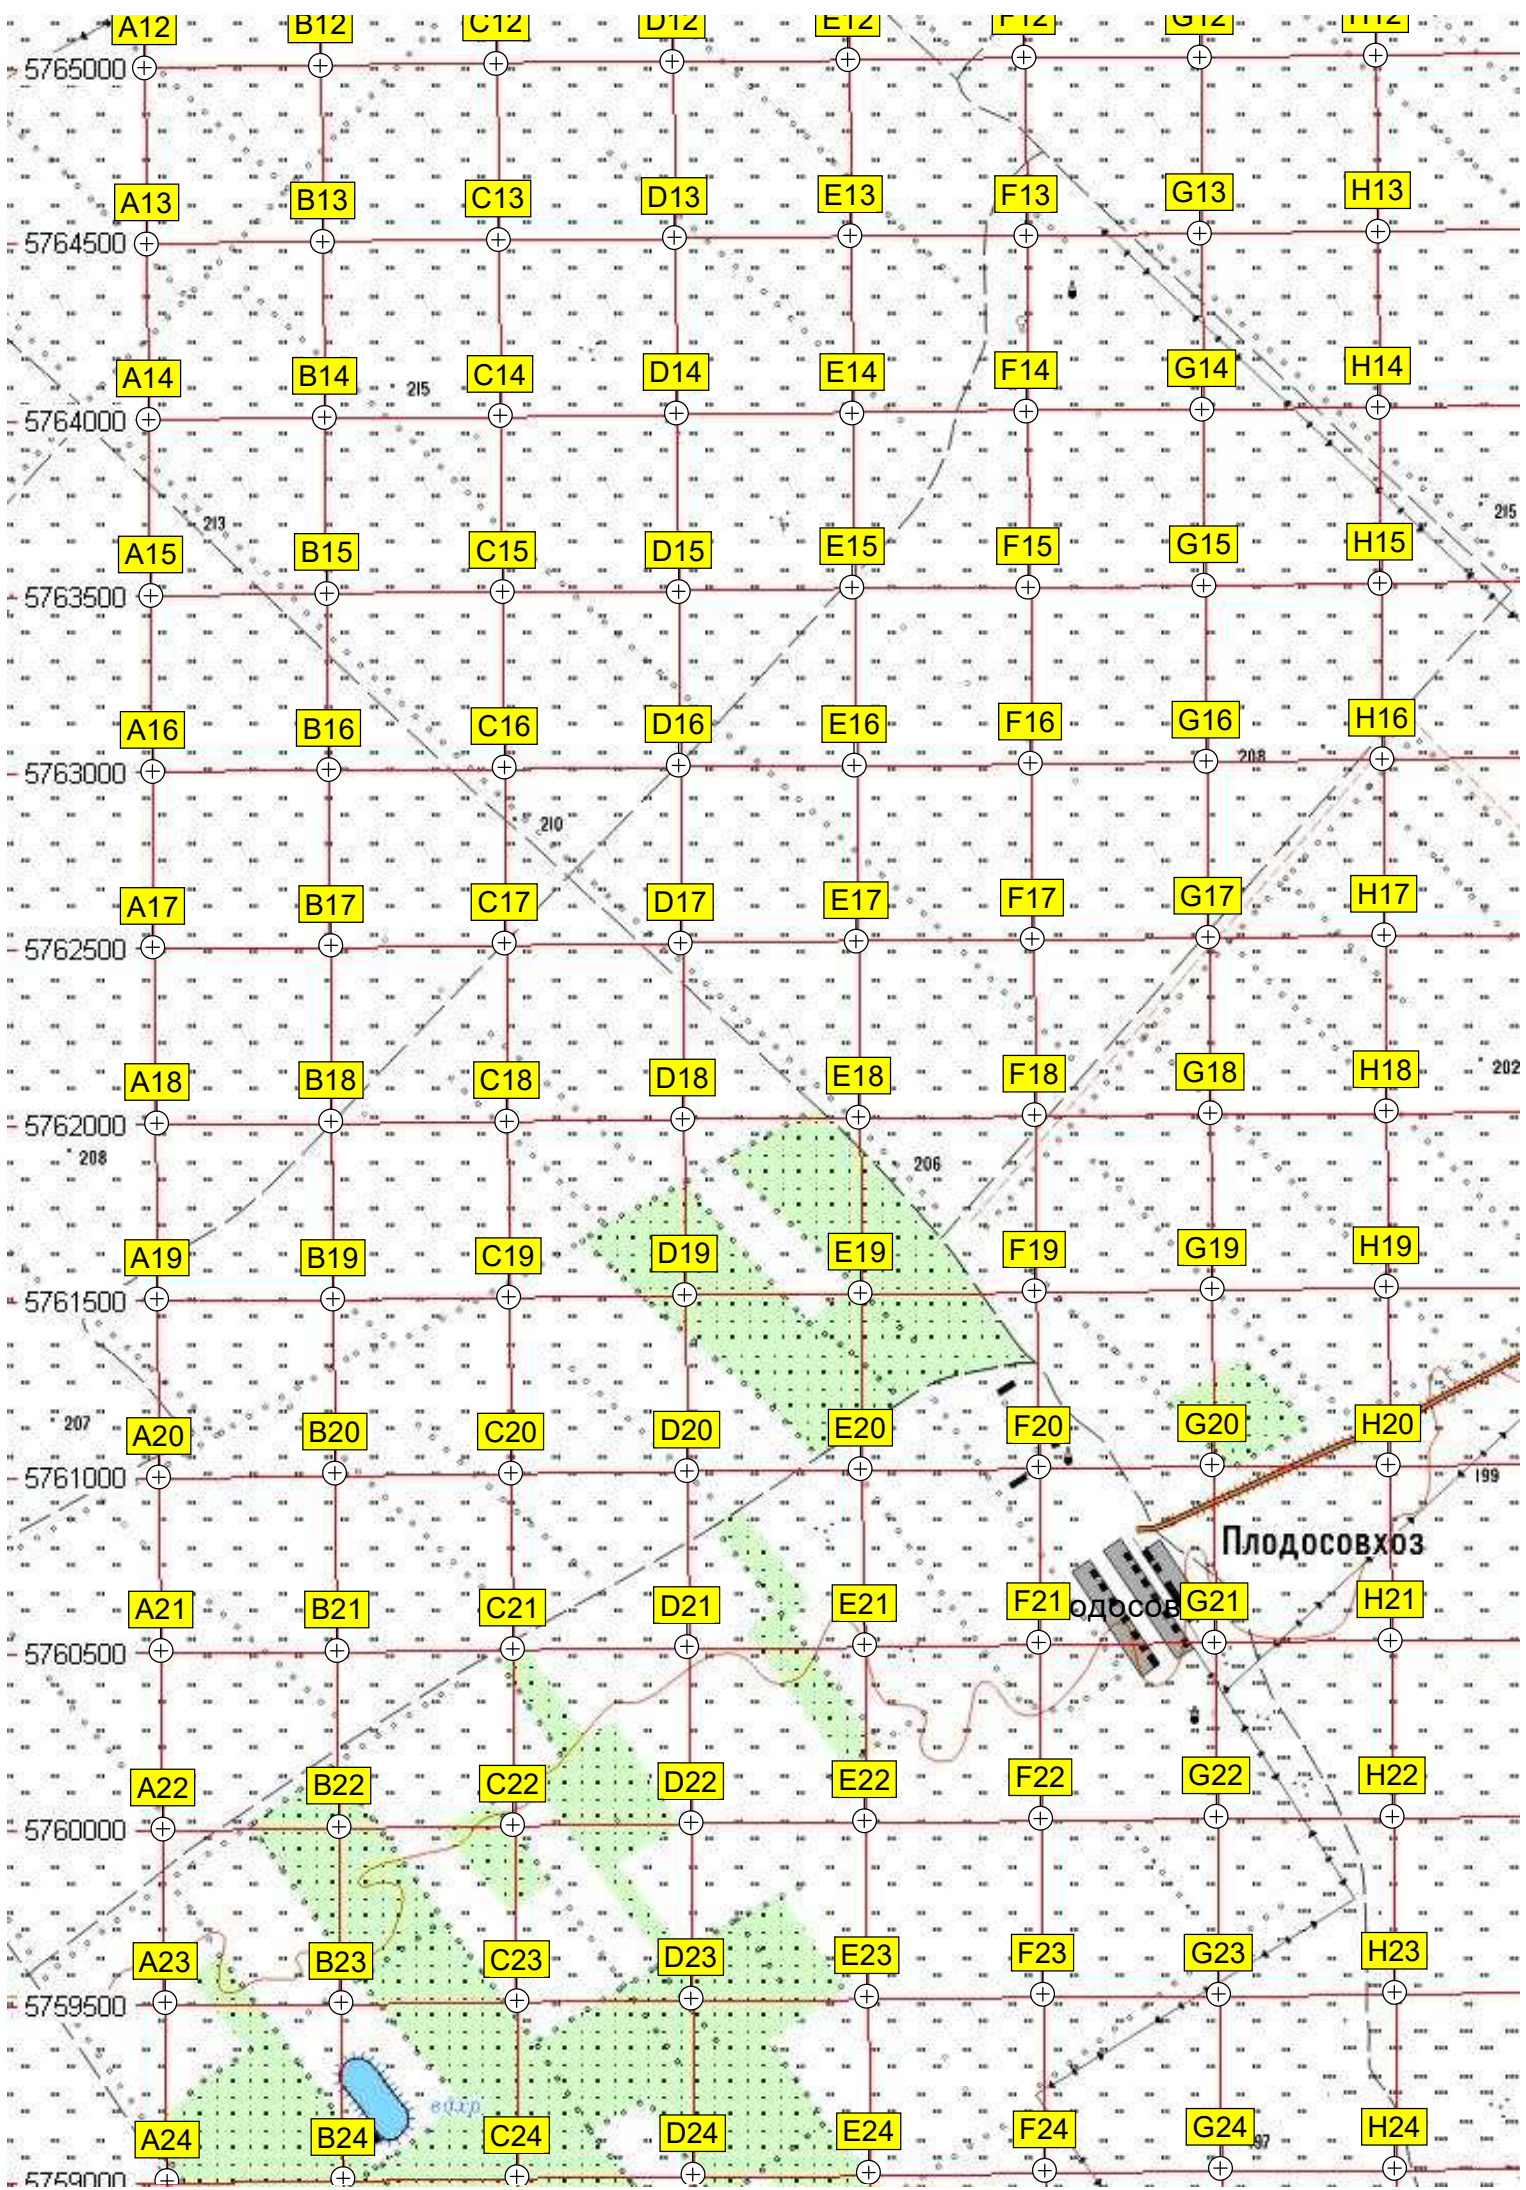 A12 B12 C12 D12 E12 F12 G12 H12
5765000
A13 B13 C13 D13 E13 F13 G13 H13
5764500
A14 B14 C14 D14 E14 F14 G14 H14
215
5764000
213
215
A15 B15 C15 D15 E15 F15 G15 H15
5763500
A16 B16 C16 D16 E16 F16 G16 H16
208
5763000
210
A17 B17 C17 D17 E17 F17 G17 H17
5762500
202
A18 B18 C18 D18 E18 F18 G18 H18
5762000
208
206
A19 B19 C19 D19 E19 F19 G19 H19
5761500
207
A20 B20 C20 D20 E20 F20 G20 H20
5761000
199
Плодосовхоз
A21 B21 C21 D21 E21 F21 одосов G21 H21
5760500
A22 B22 C22 D22 E22 F22 G22 H22
5760000
A23 B23 C23 D23 E23 F23 G23 H23
5759500
вдхр
A24 B24 C24 D24 E24 F24 G24 97 H24
5759000